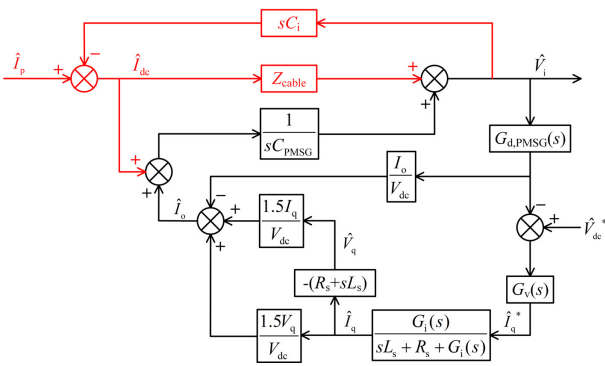 sC_i
−
Î_p
+
Î_dc
Z_cable
+
+
V̂_i
1
sC_PMSG
G_d,PMSG(s)
+
+
I_o
V_dc
−
−
Î_o
+
+
1.5I_q
V_dc
V̂_q
+
V̂_dc*
-(R_s+sL_s)
G_v(s)
1.5V_q
V_dc
Î_q
G_i(s)
sL_s + R_s + G_i(s)
Î_q*